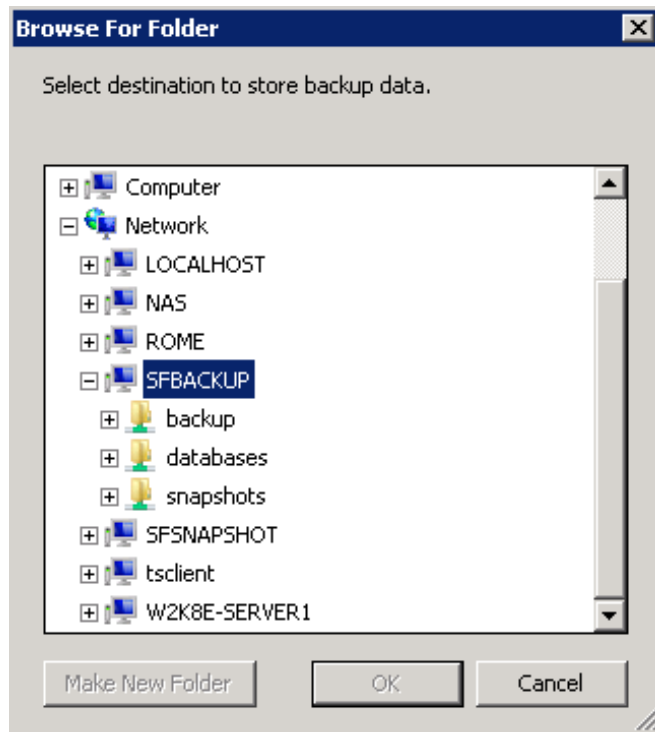 Browse For Folder
Select destination to store backup data.
Computer
Network
LOCALHOST
NAS
ROME
SFBACKUP
backup
databases
snapshots
SFSNAPSHOT
tsclient
W2K8E-SERVER1
Make New Folder
OK
Cancel